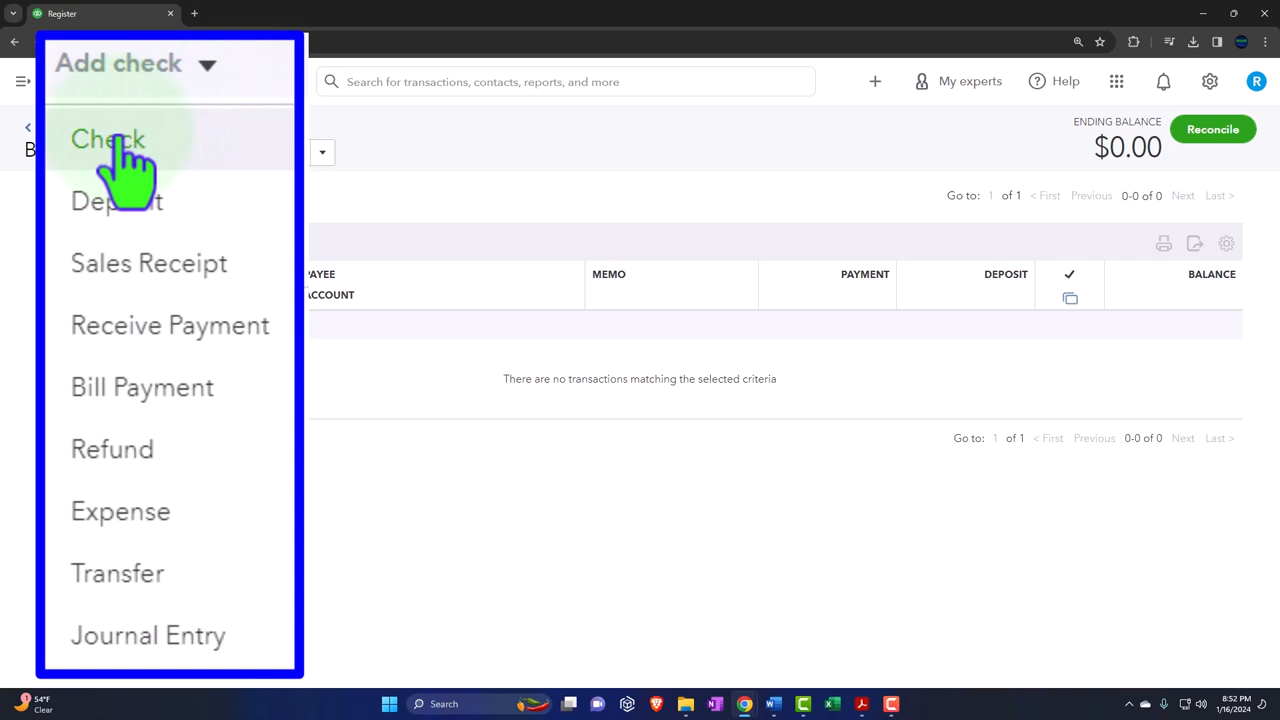 Register
Add check
Check
Sales Receipt
Receive Payment
Bill Payment
Refund
Expense
Transfer
Journal Entry
Search for transactions, contacts, reports, and more
My experts
Help
R
B
ENDING BALANCE
$0.00
Reconcile
Go to: 1 of 1 < First Previous 0-0 of 0 Next Last >
MEMO PAYMENT DEPOSIT BALANCE
There are no transactions matching the selected criteria
Go to: 1 of 1 < First Previous 0-0 of 0 Next Last >
1
54°F
Clear
Search
8:52 PM
1/16/2024